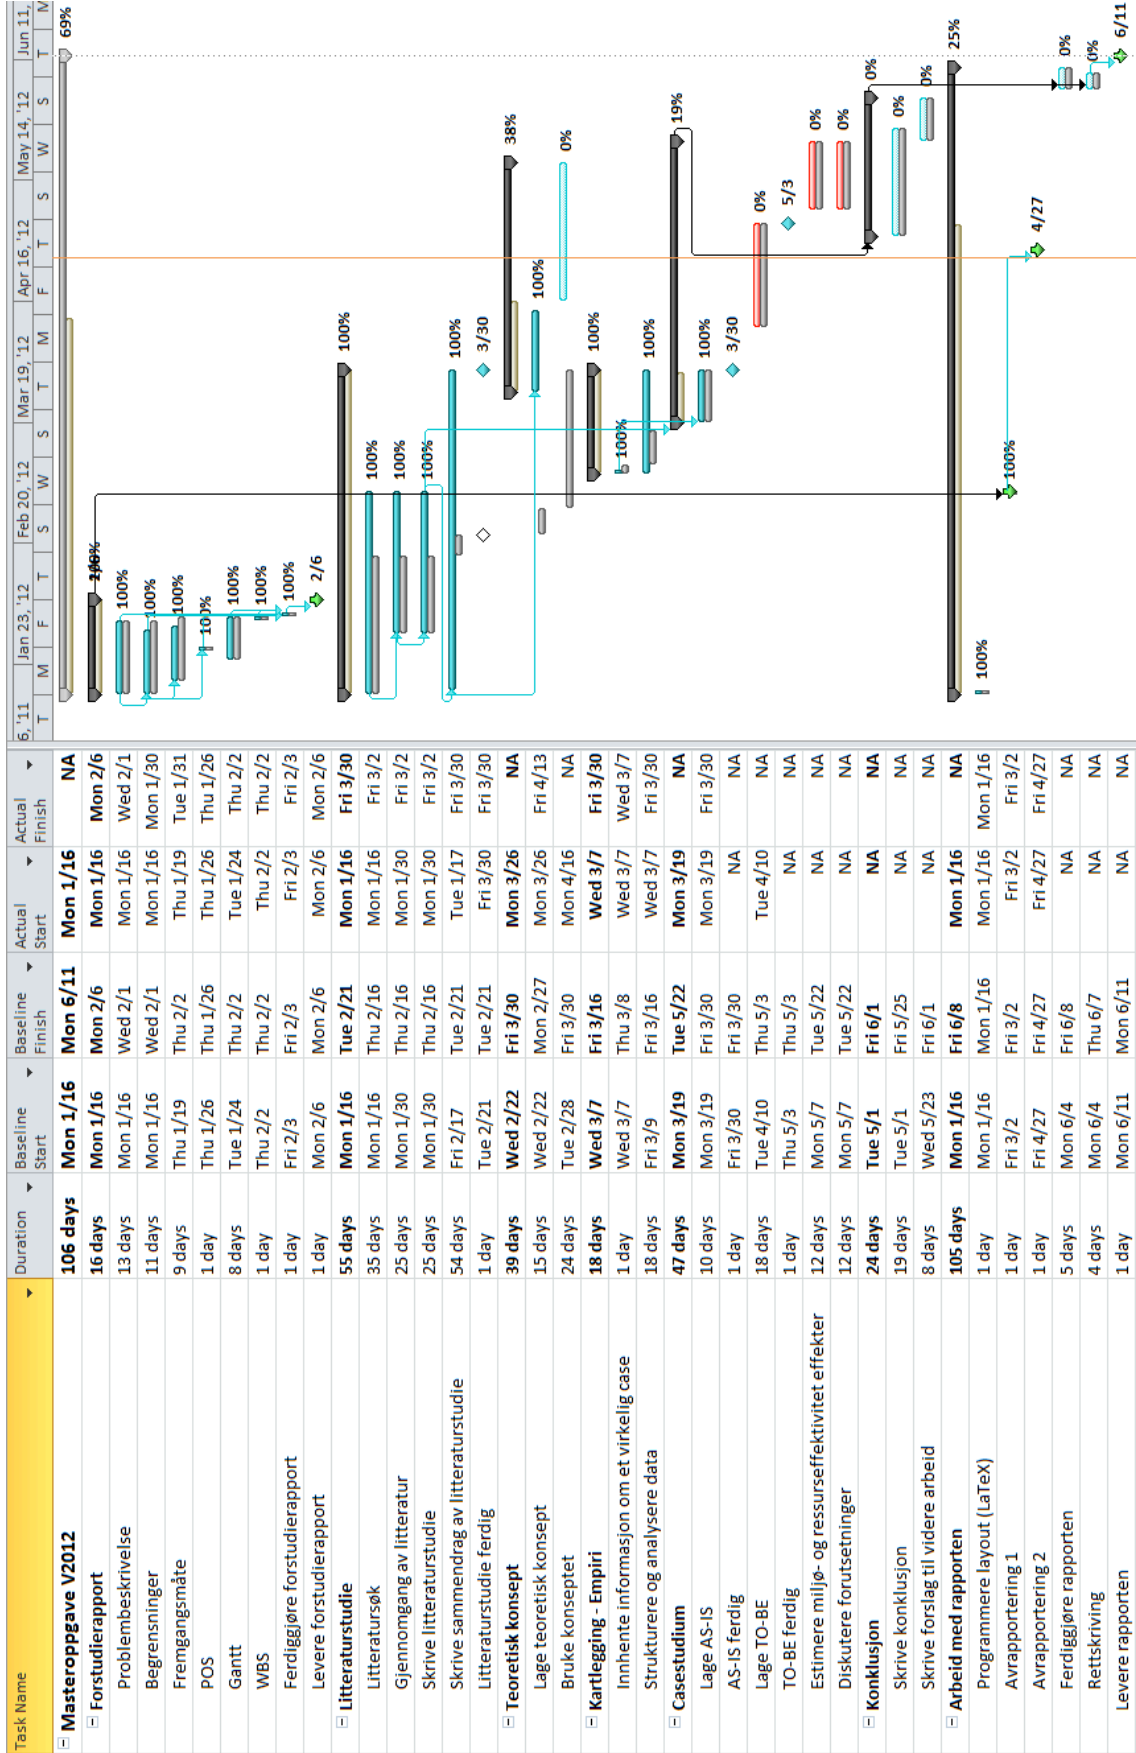 Task Name Duration Baseline Start Baseline Finish Actual Start Actual Finish
Masteroppgave V2012 106 days Mon 1/16 Mon 6/11 Mon 1/16 NA
Forstudierapport 16 days Mon 1/16 Mon 2/6 Mon 1/16 Mon 2/6
Problembeskrivelse 13 days Mon 1/16 Wed 2/1 Mon 1/16 Wed 2/1
Begrensninger 11 days Mon 1/16 Wed 2/1 Mon 1/16 Mon 1/30
Fremgangsmåte 9 days Thu 1/19 Thu 2/2 Thu 1/19 Tue 1/31
POS 1 day Thu 1/26 Thu 1/26 Thu 1/26 Thu 1/26
Gantt 8 days Tue 1/24 Thu 2/2 Tue 1/24 Thu 2/2
WBS 1 day Thu 2/2 Thu 2/2 Thu 2/2 Thu 2/2
Ferdiggjøre forstudierapport 1 day Fri 2/3 Fri 2/3 Fri 2/3 Fri 2/3
Levere forstudierapport 1 day Mon 2/6 Mon 2/6 Mon 2/6 Mon 2/6
Litteraturstudie 55 days Mon 1/16 Tue 2/21 Mon 1/16 Fri 3/30
Litteratursøk 35 days Mon 1/16 Thu 2/16 Mon 1/16 Fri 3/2
Gjennomgang av litteratur 25 days Mon 1/30 Thu 2/16 Mon 1/30 Fri 3/2
Skrive litteraturstudie 25 days Mon 1/30 Thu 2/16 Mon 1/30 Fri 3/2
Skrive sammendrag av litteraturstudie 54 days Fri 2/17 Tue 2/21 Tue 1/17 Fri 3/30
Litteraturstudie ferdig 1 day Tue 2/21 Tue 2/21 Fri 3/30 Fri 3/30
Teoretisk konsept 39 days Wed 2/22 Fri 3/30 Mon 3/26 NA
Lage teoretisk konsept 15 days Wed 2/22 Mon 2/27 Mon 3/26 Fri 4/13
Bruke konseptet 24 days Tue 2/28 Fri 3/30 Mon 4/16 NA
Kartlegging - Empiri 18 days Wed 3/7 Fri 3/16 Wed 3/7 Fri 3/30
Innhente informasjon om et virkelig case 1 day Wed 3/7 Thu 3/8 Wed 3/7 Wed 3/7
Strukturere og analysere data 18 days Fri 3/9 Fri 3/16 Wed 3/7 Fri 3/30
Casestudium 47 days Mon 3/19 Tue 5/22 Mon 3/19 NA
Lage AS-IS 10 days Mon 3/19 Fri 3/30 Mon 3/19 Fri 3/30
AS-IS ferdig 1 day Fri 3/30 Fri 3/30 NA NA
Lage TO-BE 18 days Tue 4/10 Thu 5/3 Tue 4/10 NA
TO-BE ferdig 1 day Thu 5/3 Thu 5/3 NA NA
Estimere miljø- og ressurseffektivitet effekter 12 days Mon 5/7 Tue 5/22 NA NA
Diskutere forutsetninger 12 days Mon 5/7 Tue 5/22 NA NA
Konklusjon 24 days Tue 5/1 Fri 6/1 NA NA
Skrive konklusjon 19 days Tue 5/1 Fri 5/25 NA NA
Skrive forslag til videre arbeid 8 days Wed 5/23 Fri 6/1 NA NA
Arbeid med rapporten 105 days Mon 1/16 Fri 6/8 Mon 1/16 NA
Programmere layout (LaTeX) 1 day Mon 1/16 Mon 1/16 Mon 1/16 Mon 1/16
Avrapportering 1 1 day Fri 3/2 Fri 3/2 Fri 3/2 Fri 3/2
Avrapportering 2 1 day Fri 4/27 Fri 4/27 Fri 4/27 Fri 4/27
Ferdiggjøre rapporten 5 days Mon 6/4 Fri 6/8 NA NA
Rettskriving 4 days Mon 6/4 Thu 6/7 NA NA
Levere rapporten 1 day Mon 6/11 Mon 6/11 NA NA
6, '11 Jan 23, '12 Feb 20, '12 Mar 19, '12 Apr 16, '12 May 14, '12 Jun 11,
T M F T S W S T M F T S W S T M
69%
100%
100%
100%
100%
100%
100%
100%
2/6
100%
100%
100%
100%
100%
3/30
38%
100%
0%
100%
100%
100%
19%
100%
3/30
0%
5/3
0%
0%
0%
0%
0%
25%
100%
100%
4/27
0%
0%
6/11